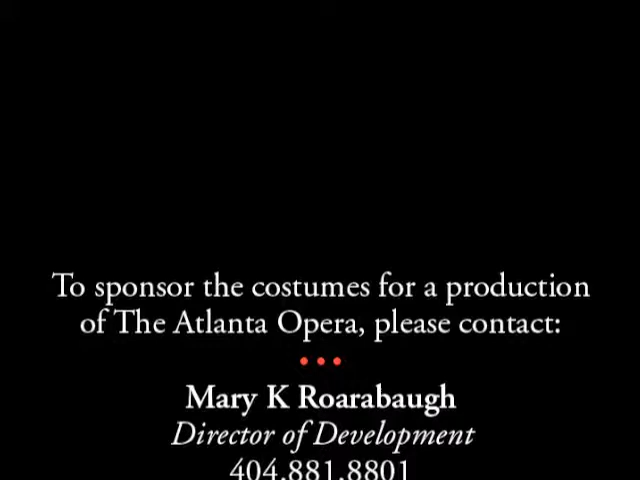 To sponsor the costumes for a production
of The Atlanta Opera, please contact:
•••
Mary K Roarabaugh
Director of Development
404.881.8801